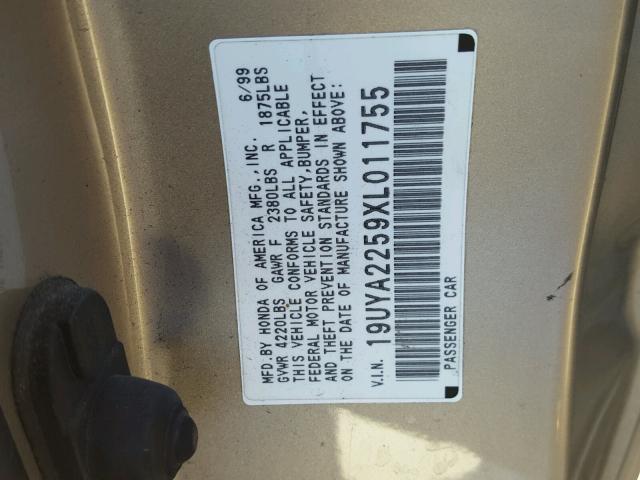 MFD.BY HONDA OF AMERICA MFG.,INC. 6/99
GVWR 4220LBS GAWR F 2380LBS R 1875LBS
THIS VEHICLE CONFORMS TO ALL APPLICABLE
FEDERAL MOTOR VEHICLE SAFETY,BUMPER,
AND THEFT PREVENTION STANDARDS IN EFFECT
ON THE DATE OF MANUFACTURE SHOWN ABOVE:
V.I.N. 19UYA2259XL011755
PASSENGER CAR